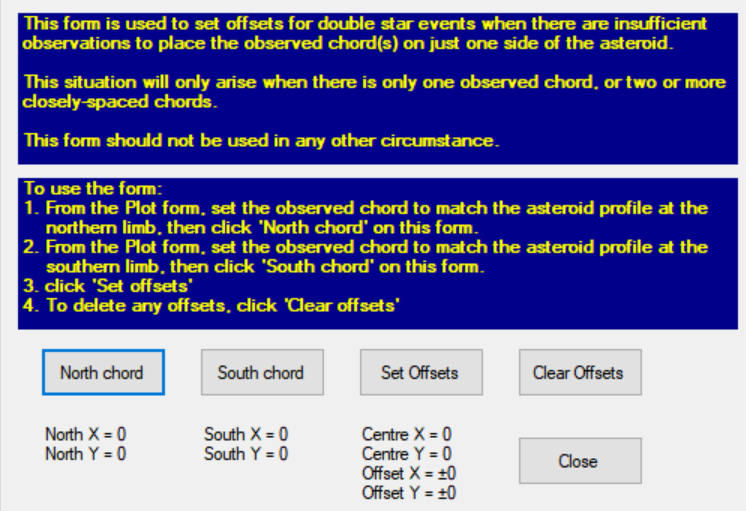 This form is used to set offsets for double star events when there are insufficient
observations to place the observed chord(s) on just one side of the asteroid.
This situation will only arise when there is only one observed chord, or two or more
closely-spaced chords.
This form should not be used in any other circumstance.
To use the form:
1. From the Plot form, set the observed chord to match the asteroid profile at the
northern limb, then click 'North chord' on this form.
2. From the Plot form, set the observed chord to match the asteroid profile at the
southern limb, then click 'South chord' on this form.
3. click 'Set offsets'
4. To delete any offsets, click 'Clear offsets'
North chord South chord Set Offsets Clear Offsets
North X = 0 South X = 0 Centre X = 0
North Y = 0 South Y = 0 Centre Y = 0
Close
Offset X = ±0
Offset Y = ±0